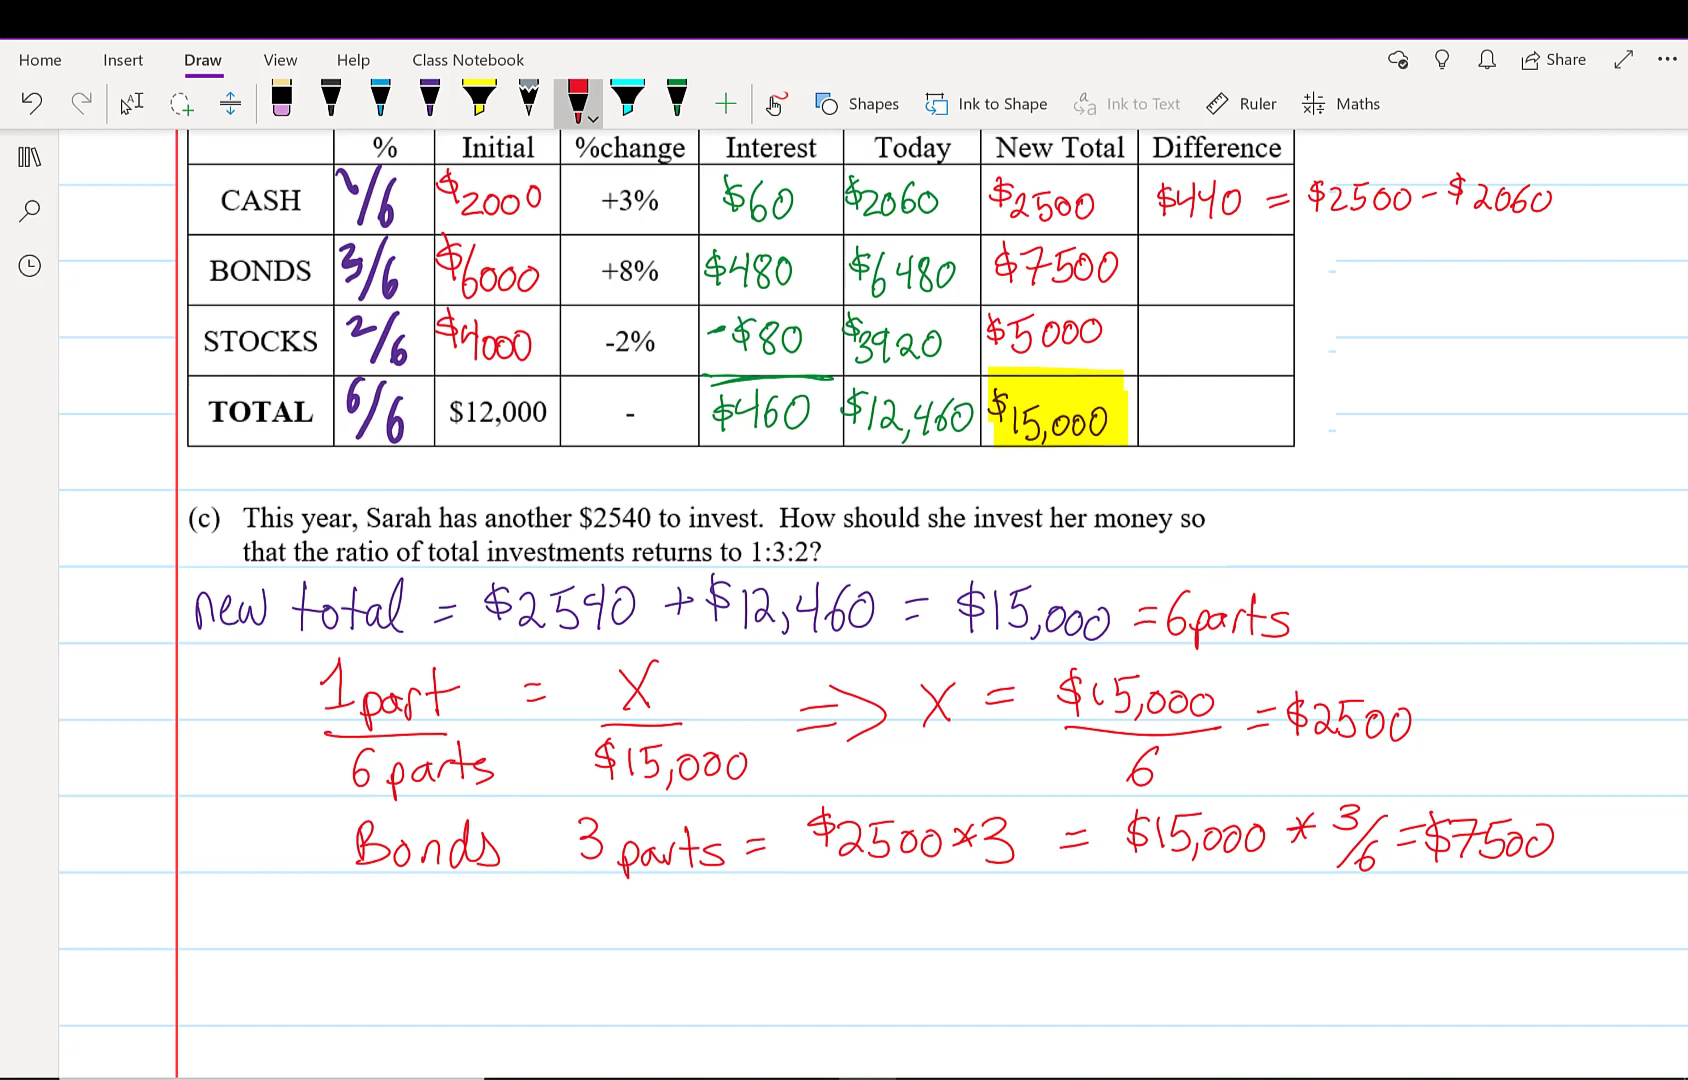 Home Insert Draw View Help Class Notebook Share
Shapes Ink to Shape Ink to Text Ruler Maths
% Initial %change Interest Today New Total Difference
CASH 1/6 $2000 +3% $60 $2060 $2500 $440 = $2500 - $2060
BONDS 3/6 $6000 +8% $480 $6480 $7500
STOCKS 2/6 $4000 -2% -$80 $3920 $5000
TOTAL 6/6 $12,000 - $460 $12,460 $15,000
(c) This year, Sarah has another $2540 to invest. How should she invest her money so
that the ratio of total investments returns to 1:3:2?
new total = $2540 + $12,460 = $15,000 = 6 parts
1 part = X => X = $15,000 = $2500
6 parts $15,000 6
Bonds 3 parts = $2500*3 = $15,000 * 3/6 = $7500